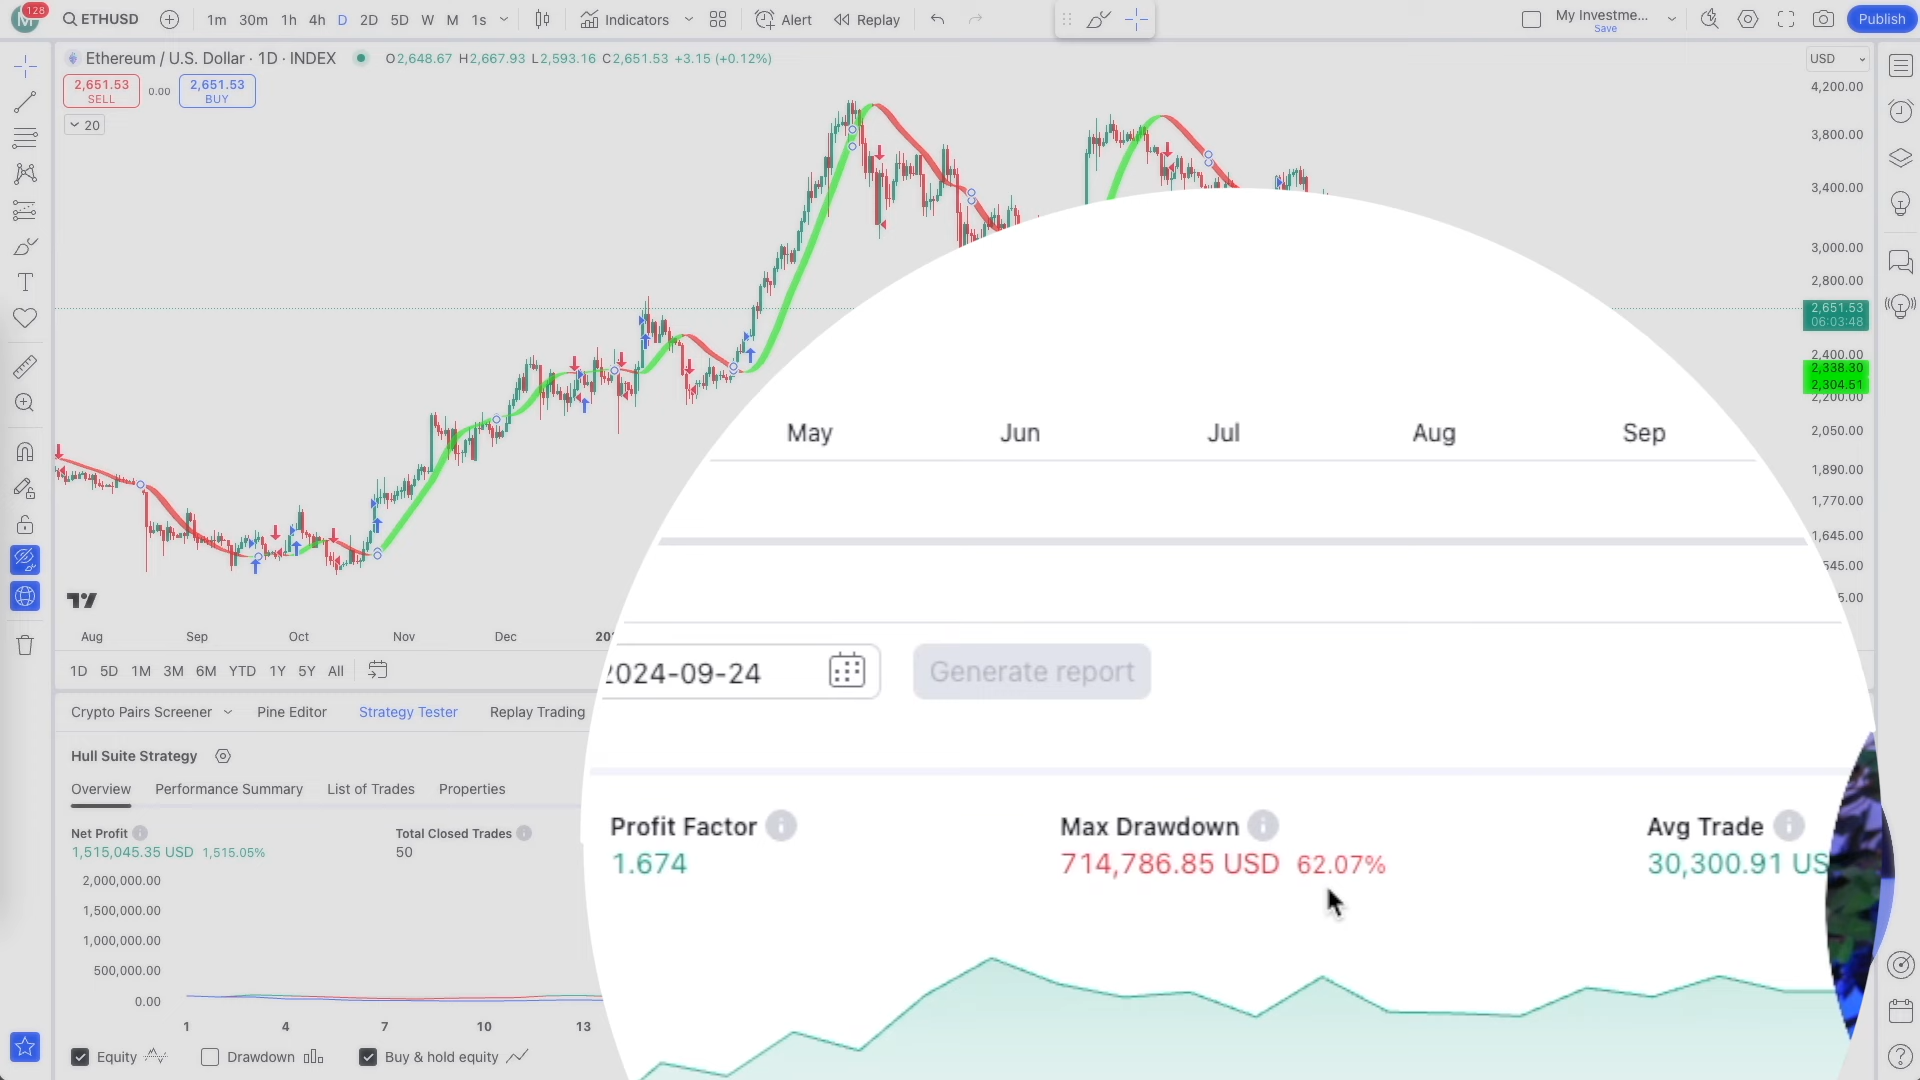 M 128 ETHUSD 1m 30m 1h 4h D 2D 5D W M 1s Indicators Alert Replay My Investme... Save Publish
Ethereum / U.S. Dollar · 1D · INDEX O2,648.67 H2,667.93 L2,593.16 C2,651.53 +3.15 (+0.12%) USD
2,651.53 SELL 0.00 2,651.53 BUY
20
4,200.00
3,800.00
3,400.00
3,000.00
2,800.00
2,651.53
06:03:48
2,400.00
2,338.30
2,304.51
2,200.00
2,050.00
1,890.00
1,770.00
1,645.00
545.00
5.00
Aug Sep Oct Nov Dec 20
1D 5D 1M 3M 6M YTD 1Y 5Y All
Crypto Pairs Screener Pine Editor Strategy Tester Replay Trading
Hull Suite Strategy
Overview Performance Summary List of Trades Properties
Net Profit
1,515,045.35 USD 1,515.05%
Total Closed Trades
50
2,000,000.00
1,500,000.00
1,000,000.00
500,000.00
0.00
1 4 7 10 13
Equity Drawdown Buy & hold equity
May Jun Jul Aug Sep
2024-09-24 Generate report
Profit Factor
1.674
Max Drawdown
714,786.85 USD 62.07%
Avg Trade
30,300.91 US